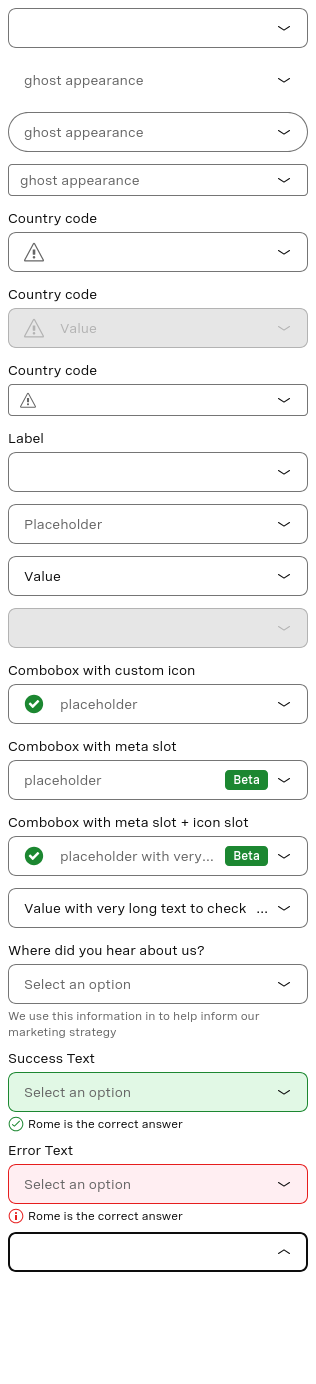 ghost appearance
ghost appearance
ghost appearance
Country code
Country code
Value
Country code
Label
Placeholder
Value
Combobox with custom icon
placeholder
Combobox with meta slot
placeholder Beta
Combobox with meta slot + icon slot
placeholder with very... Beta
Value with very long text to check ...
Where did you hear about us?
Select an option
We use this information in to help inform our
marketing strategy
Success Text
Select an option
Rome is the correct answer
Error Text
Select an option
Rome is the correct answer